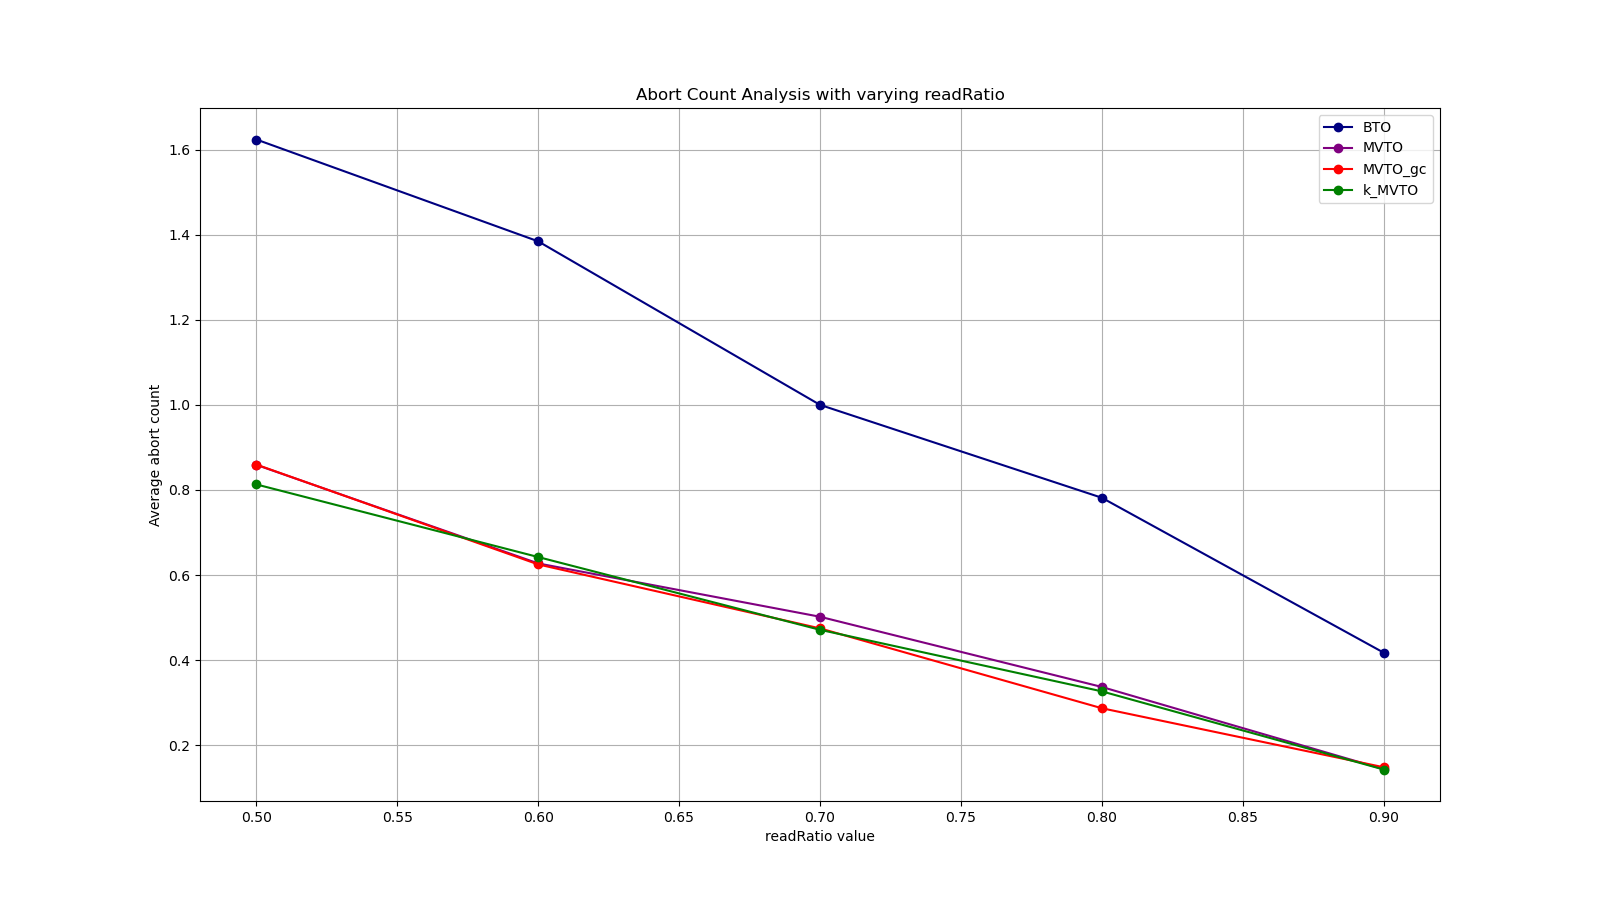 Abort Count Analysis with varying readRatio
BTO
MVTO
MVTO_gc
k_MVTO
Average abort count
1.6
1.4
1.2
1.0
0.8
0.6
0.4
0.2
0.50 0.55 0.60 0.65 0.70 0.75 0.80 0.85 0.90
readRatio value